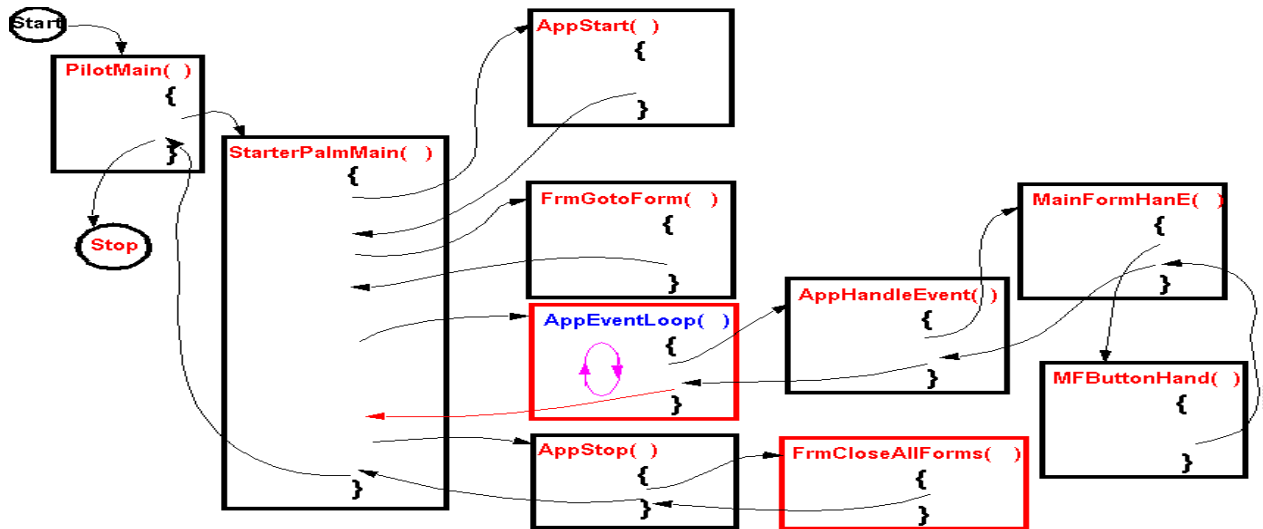 Start
PilotMain( )
{
}
Stop
StarterPalmMain( )
{
}
AppStart( )
{
}
FrmGotoForm( )
{
}
AppEventLoop( )
{
}
AppHandleEvent( )
{
}
MainFormHanE( )
{
}
MFButtonHand( )
{
}
AppStop( )
{
}
FrmCloseAllForms( )
{
}